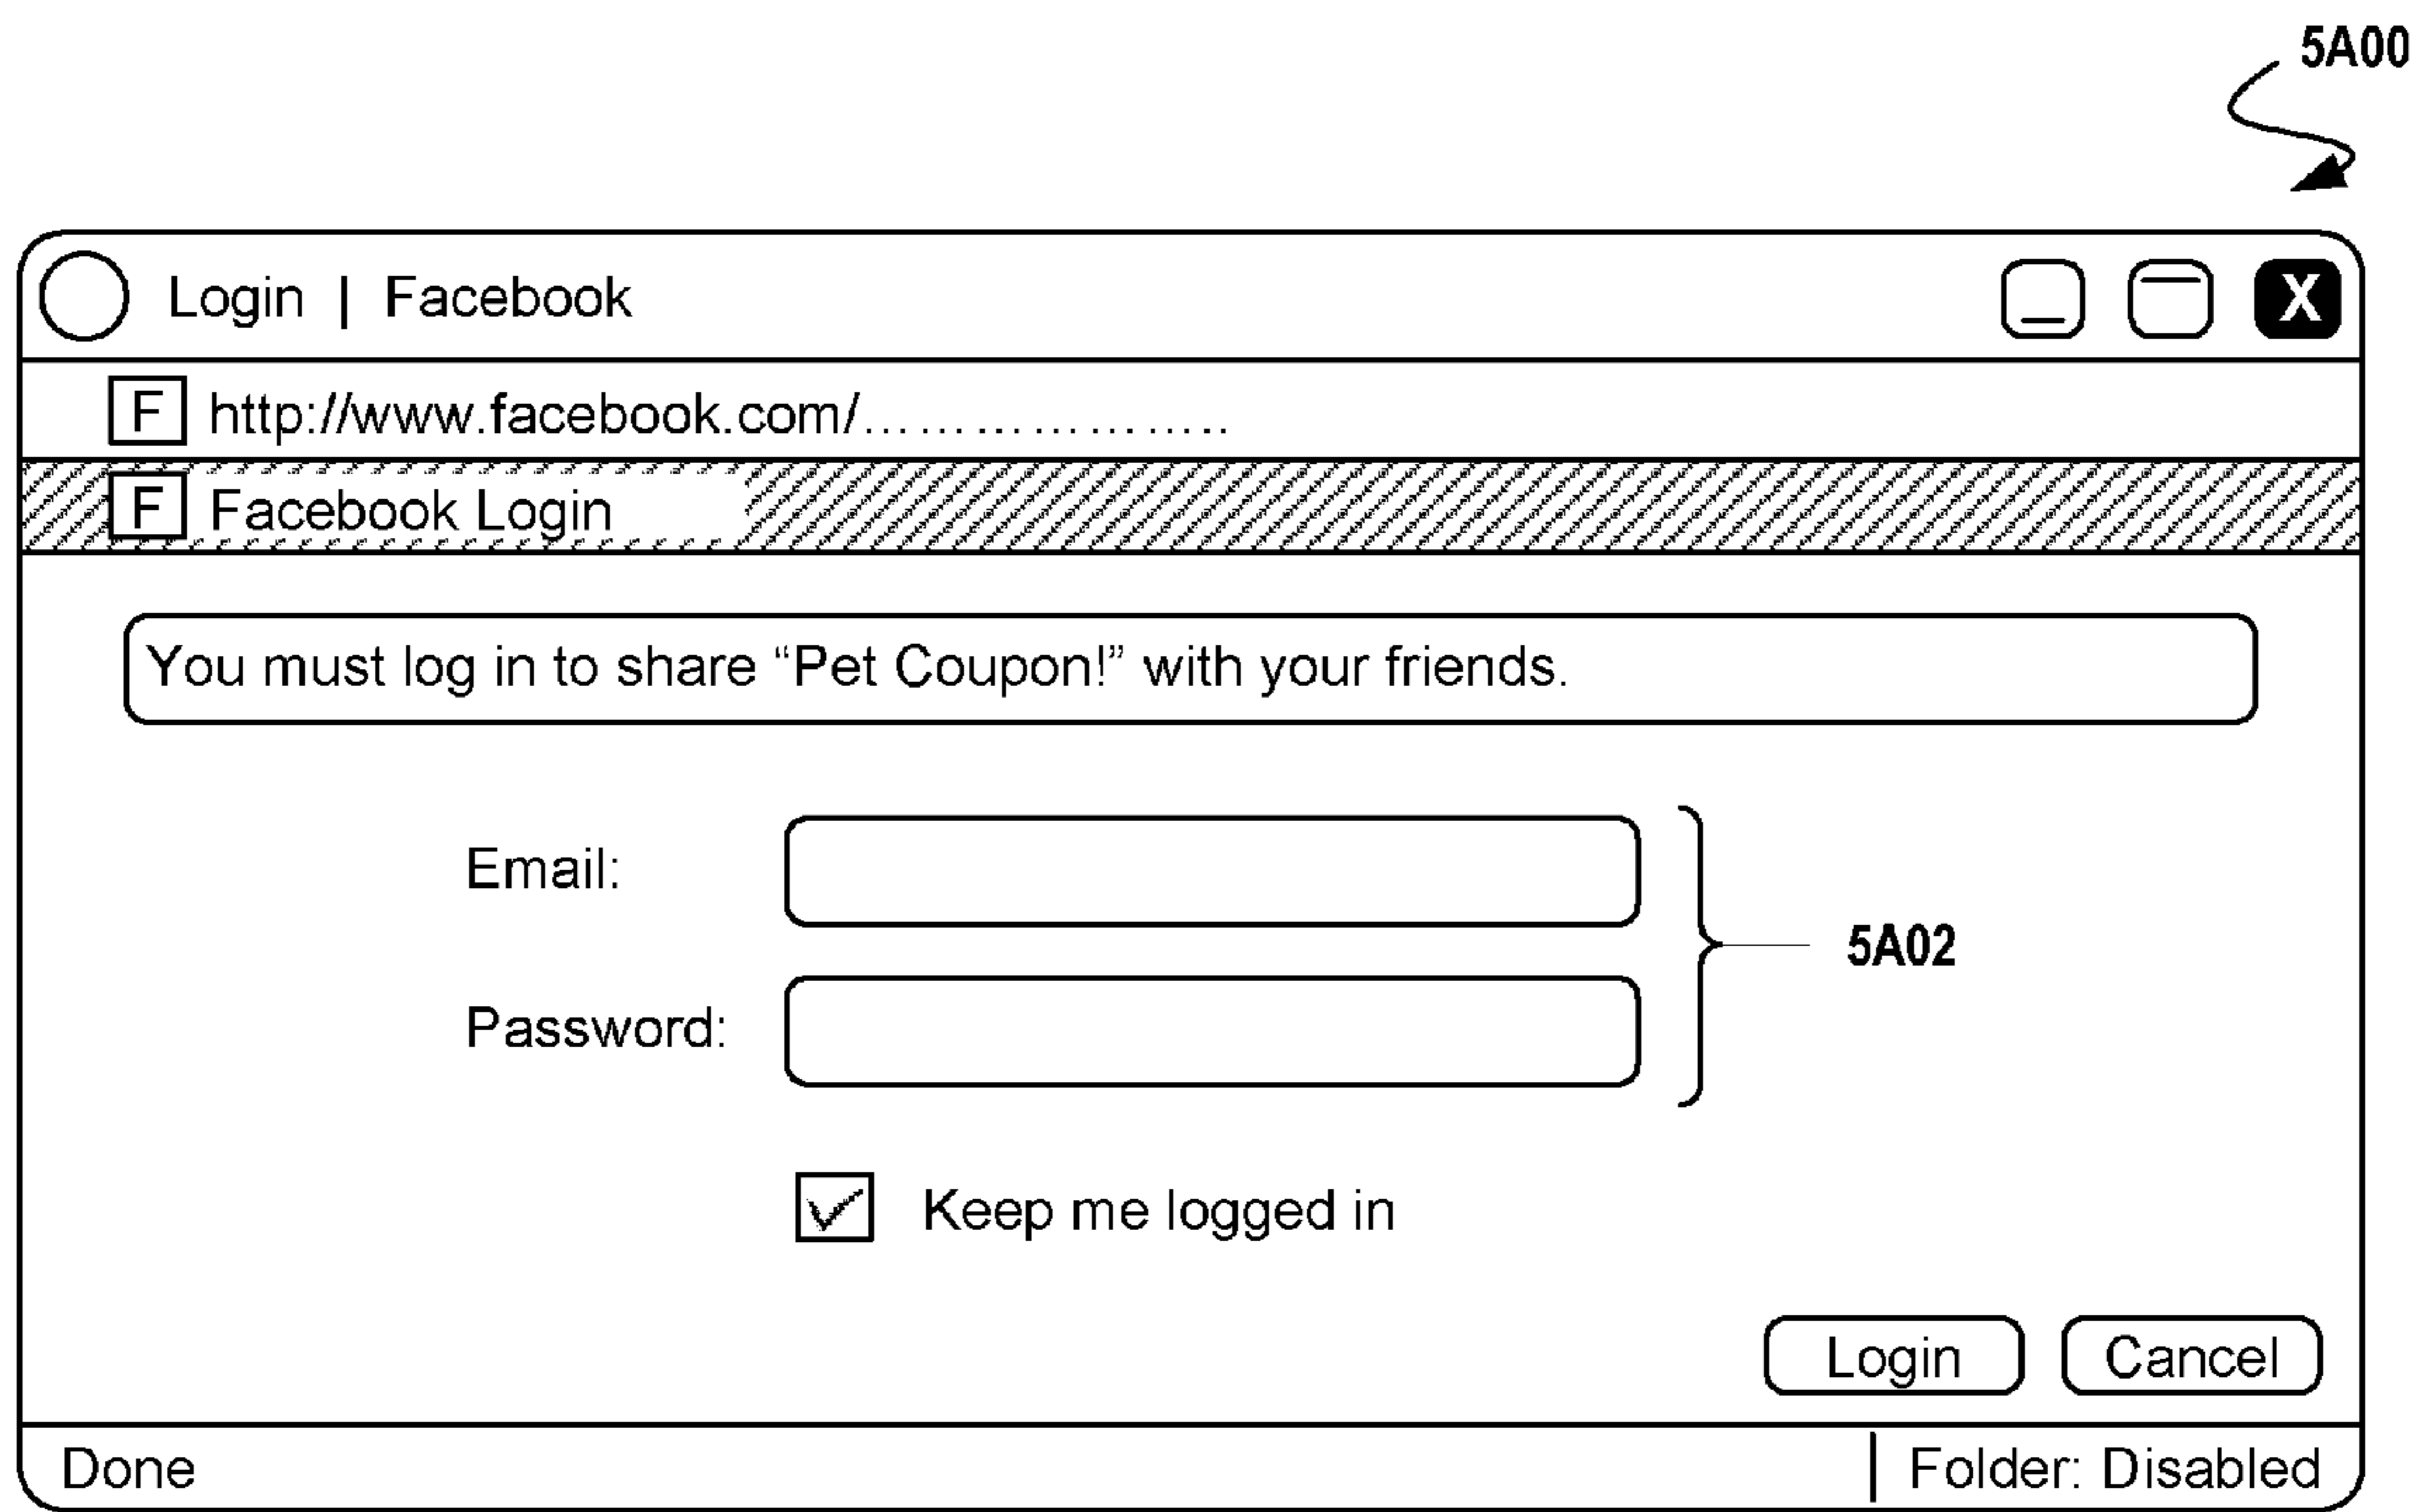 5A00
Login | Facebook
X
F http://www.facebook.com/.....................
F Facebook Login
You must log in to share “Pet Coupon!” with your friends.
Email:
5A02
Password:
Keep me logged in
Login Cancel
Done | Folder: Disabled